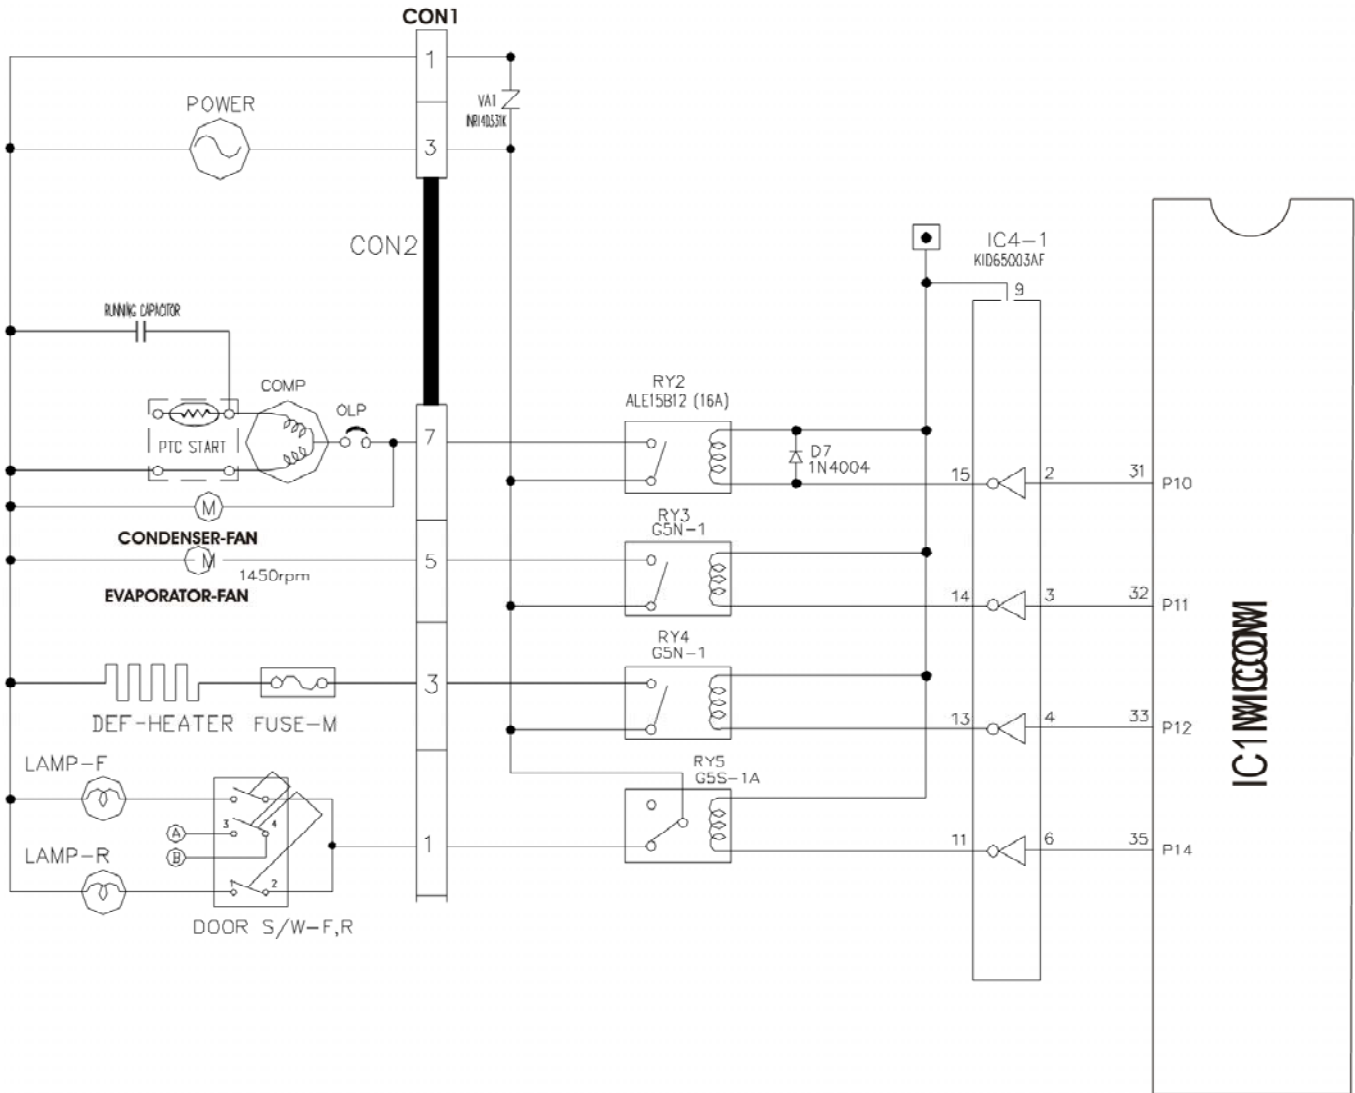 CON1
1
POWER
VA1
INR14D331K
3
CON2
IC4-1
KID65003AF
9
RUNNING CAPACITOR
COMP
OLP
PTC START
7
RY2
ALE15B12 (16A)
D7
1N4004
15
2
31
P10
M
CONDENSER-FAN
M
1450rpm
EVAPORATOR-FAN
5
RY3
G5N-1
14
3
32
P11
DEF-HEATER
FUSE-M
3
RY4
G5N-1
13
4
33
P12
IC1
LAMP-F
3
4
A
B
LAMP-R
1
2
DOOR S/W-F,R
1
RY5
G5S-1A
11
6
35
P14